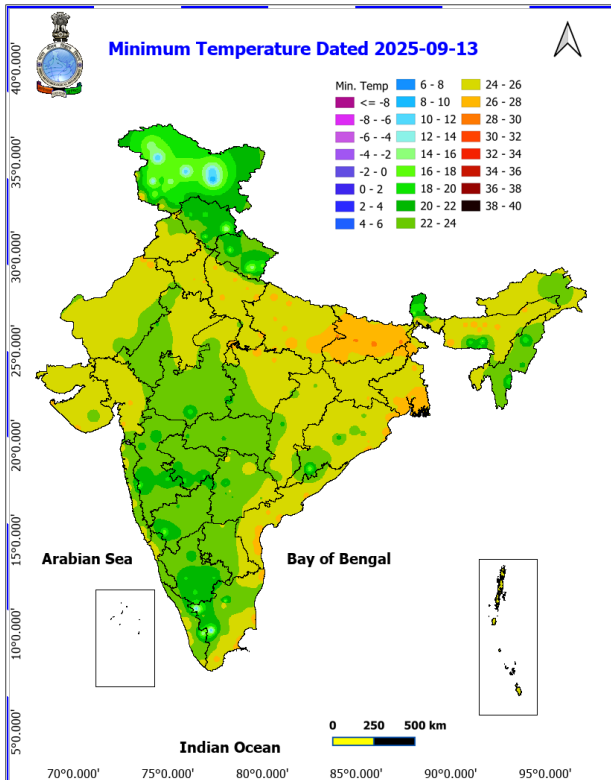 Minimum Temperature Dated 2025-09-13
Min. Temp
<= -8
-8 - -6
-6 - -4
-4 - -2
-2 - 0
0 - 2
2 - 4
4 - 6
6 - 8
8 - 10
10 - 12
12 - 14
14 - 16
16 - 18
18 - 20
20 - 22
22 - 24
24 - 26
26 - 28
28 - 30
30 - 32
32 - 34
34 - 36
36 - 38
38 - 40
40°0.000'
35°0.000'
30°0.000'
25°0.000'
20°0.000'
15°0.000'
10°0.000'
5°0.000'
Arabian Sea
Bay of Bengal
Indian Ocean
0 250 500 km
70°0.000' 75°0.000' 80°0.000' 85°0.000' 90°0.000' 95°0.000'